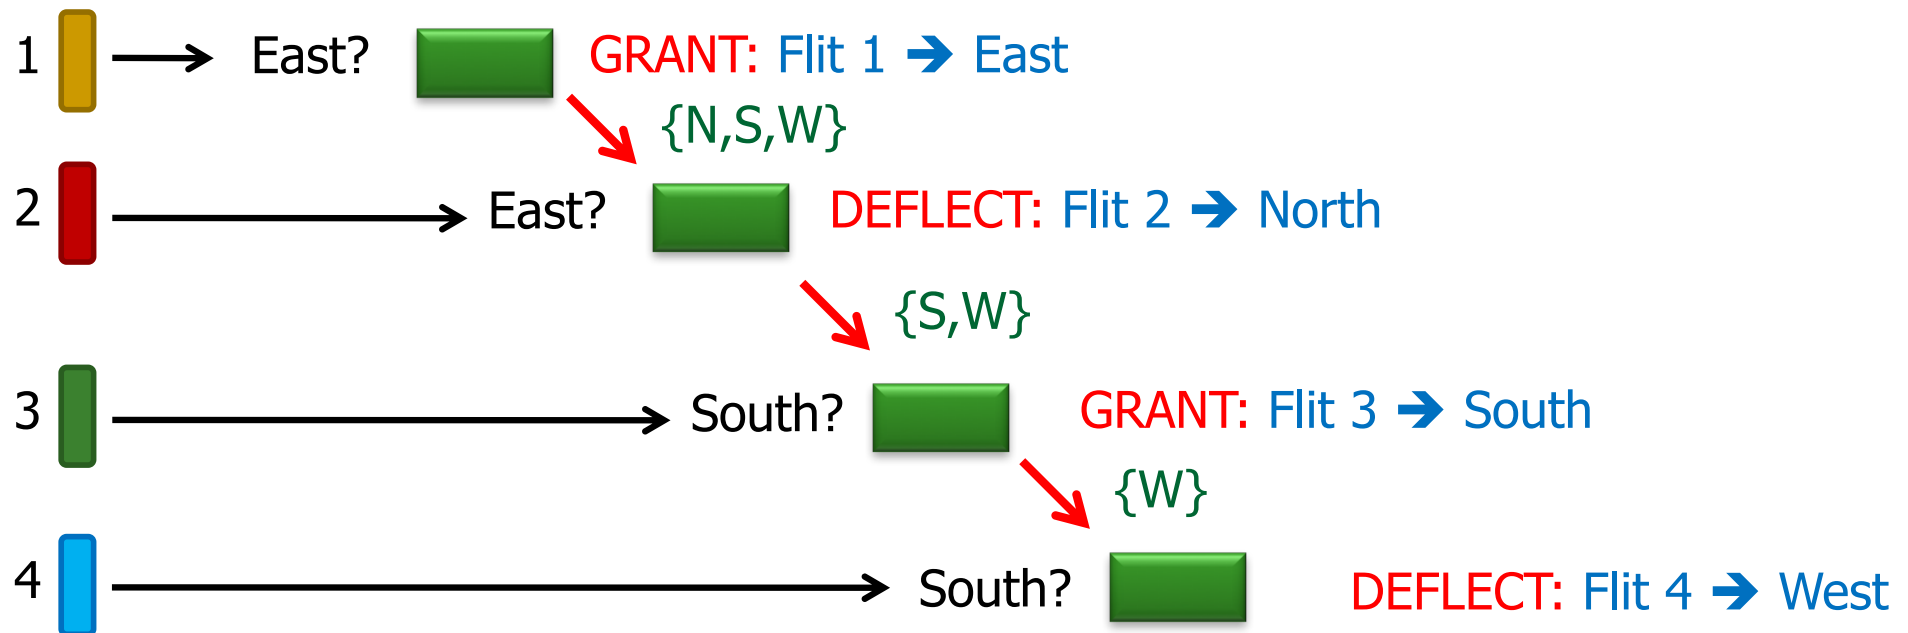 1 East? GRANT: Flit 1 ➔ East
{N,S,W}
2 East? DEFLECT: Flit 2 ➔ North
{S,W}
3 South? GRANT: Flit 3 ➔ South
{W}
4 South? DEFLECT: Flit 4 ➔ West